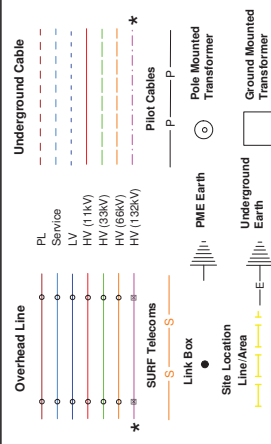 Overhead Line
Underground Cable
PL
Service
LV
HV (11kV)
HV (33kV)
HV (66kV)
HV (132kV)
*
*
SURF Telecoms
S
S
Pilot Cables
P
P
Link Box
PME Earth
Pole Mounted
Transformer
Site Location
Line/Area
E
Underground
Earth
Ground Mounted
Transformer